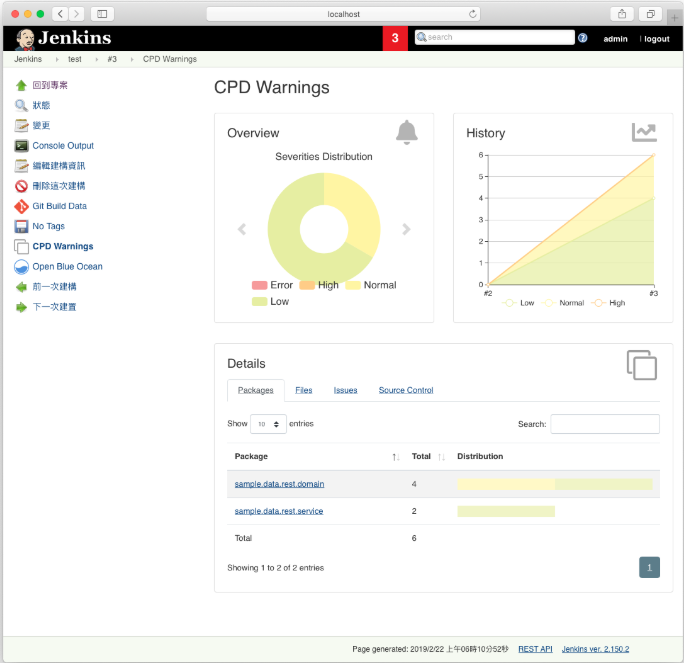 localhost
Jenkins
3
search
admin
logout
Jenkins
test
#3
CPD Warnings
回到專案
狀態
變更
Console Output
編輯建構資訊
刪除這次建構
Git Build Data
No Tags
CPD Warnings
Open Blue Ocean
前一次建構
下一次建置
CPD Warnings
Overview
Severities Distribution
Error High Normal
Low
History
6
5
4
3
2
1
0
#2 #3
Low Normal High
Details
Packages Files Issues Source Control
Show 10 entries
Search:
Package Total Distribution
sample.data.rest.domain 4
sample.data.rest.service 2
Total 6
Showing 1 to 2 of 2 entries
1
Page generated: 2019/2/22 上午06時10分52秒 REST API Jenkins ver. 2.150.2